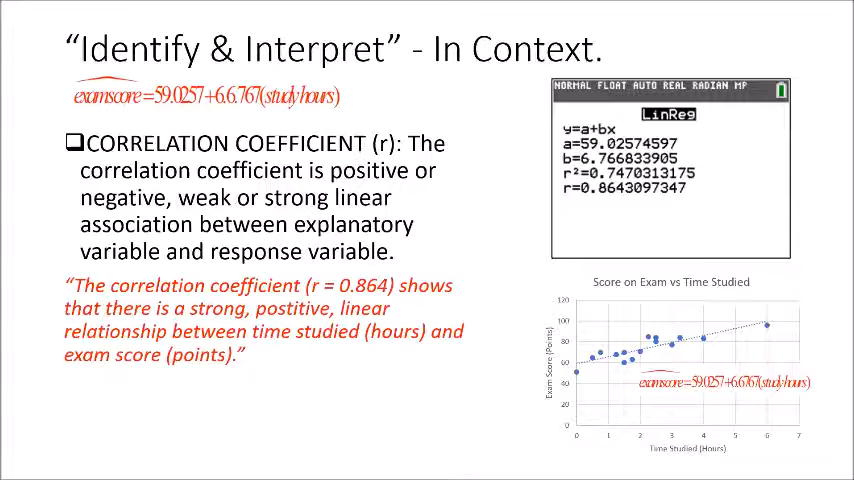 “Identify & Interpret” - In Context.
examscore=59.0257+6.6.767(studyhours)
❑CORRELATION COEFFICIENT (r): The
correlation coefficient is positive or
negative, weak or strong linear
association between explanatory
variable and response variable.
“The correlation coefficient (r = 0.864) shows
that there is a strong, postitive, linear
relationship between time studied (hours) and
exam score (points).”
NORMAL FLOAT AUTO REAL RADIAN MP
LinReg
y=a+bx
a=59.02574597
b=6.766833905
r²=0.7470313175
r=0.8643097347
Score on Exam vs Time Studied
Exam Score (Points)
120
100
80
60
40
20
0
examscore=59.0257+6.6767(studyhours)
0 1 2 3 4 5 6 7
Time Studied (Hours)